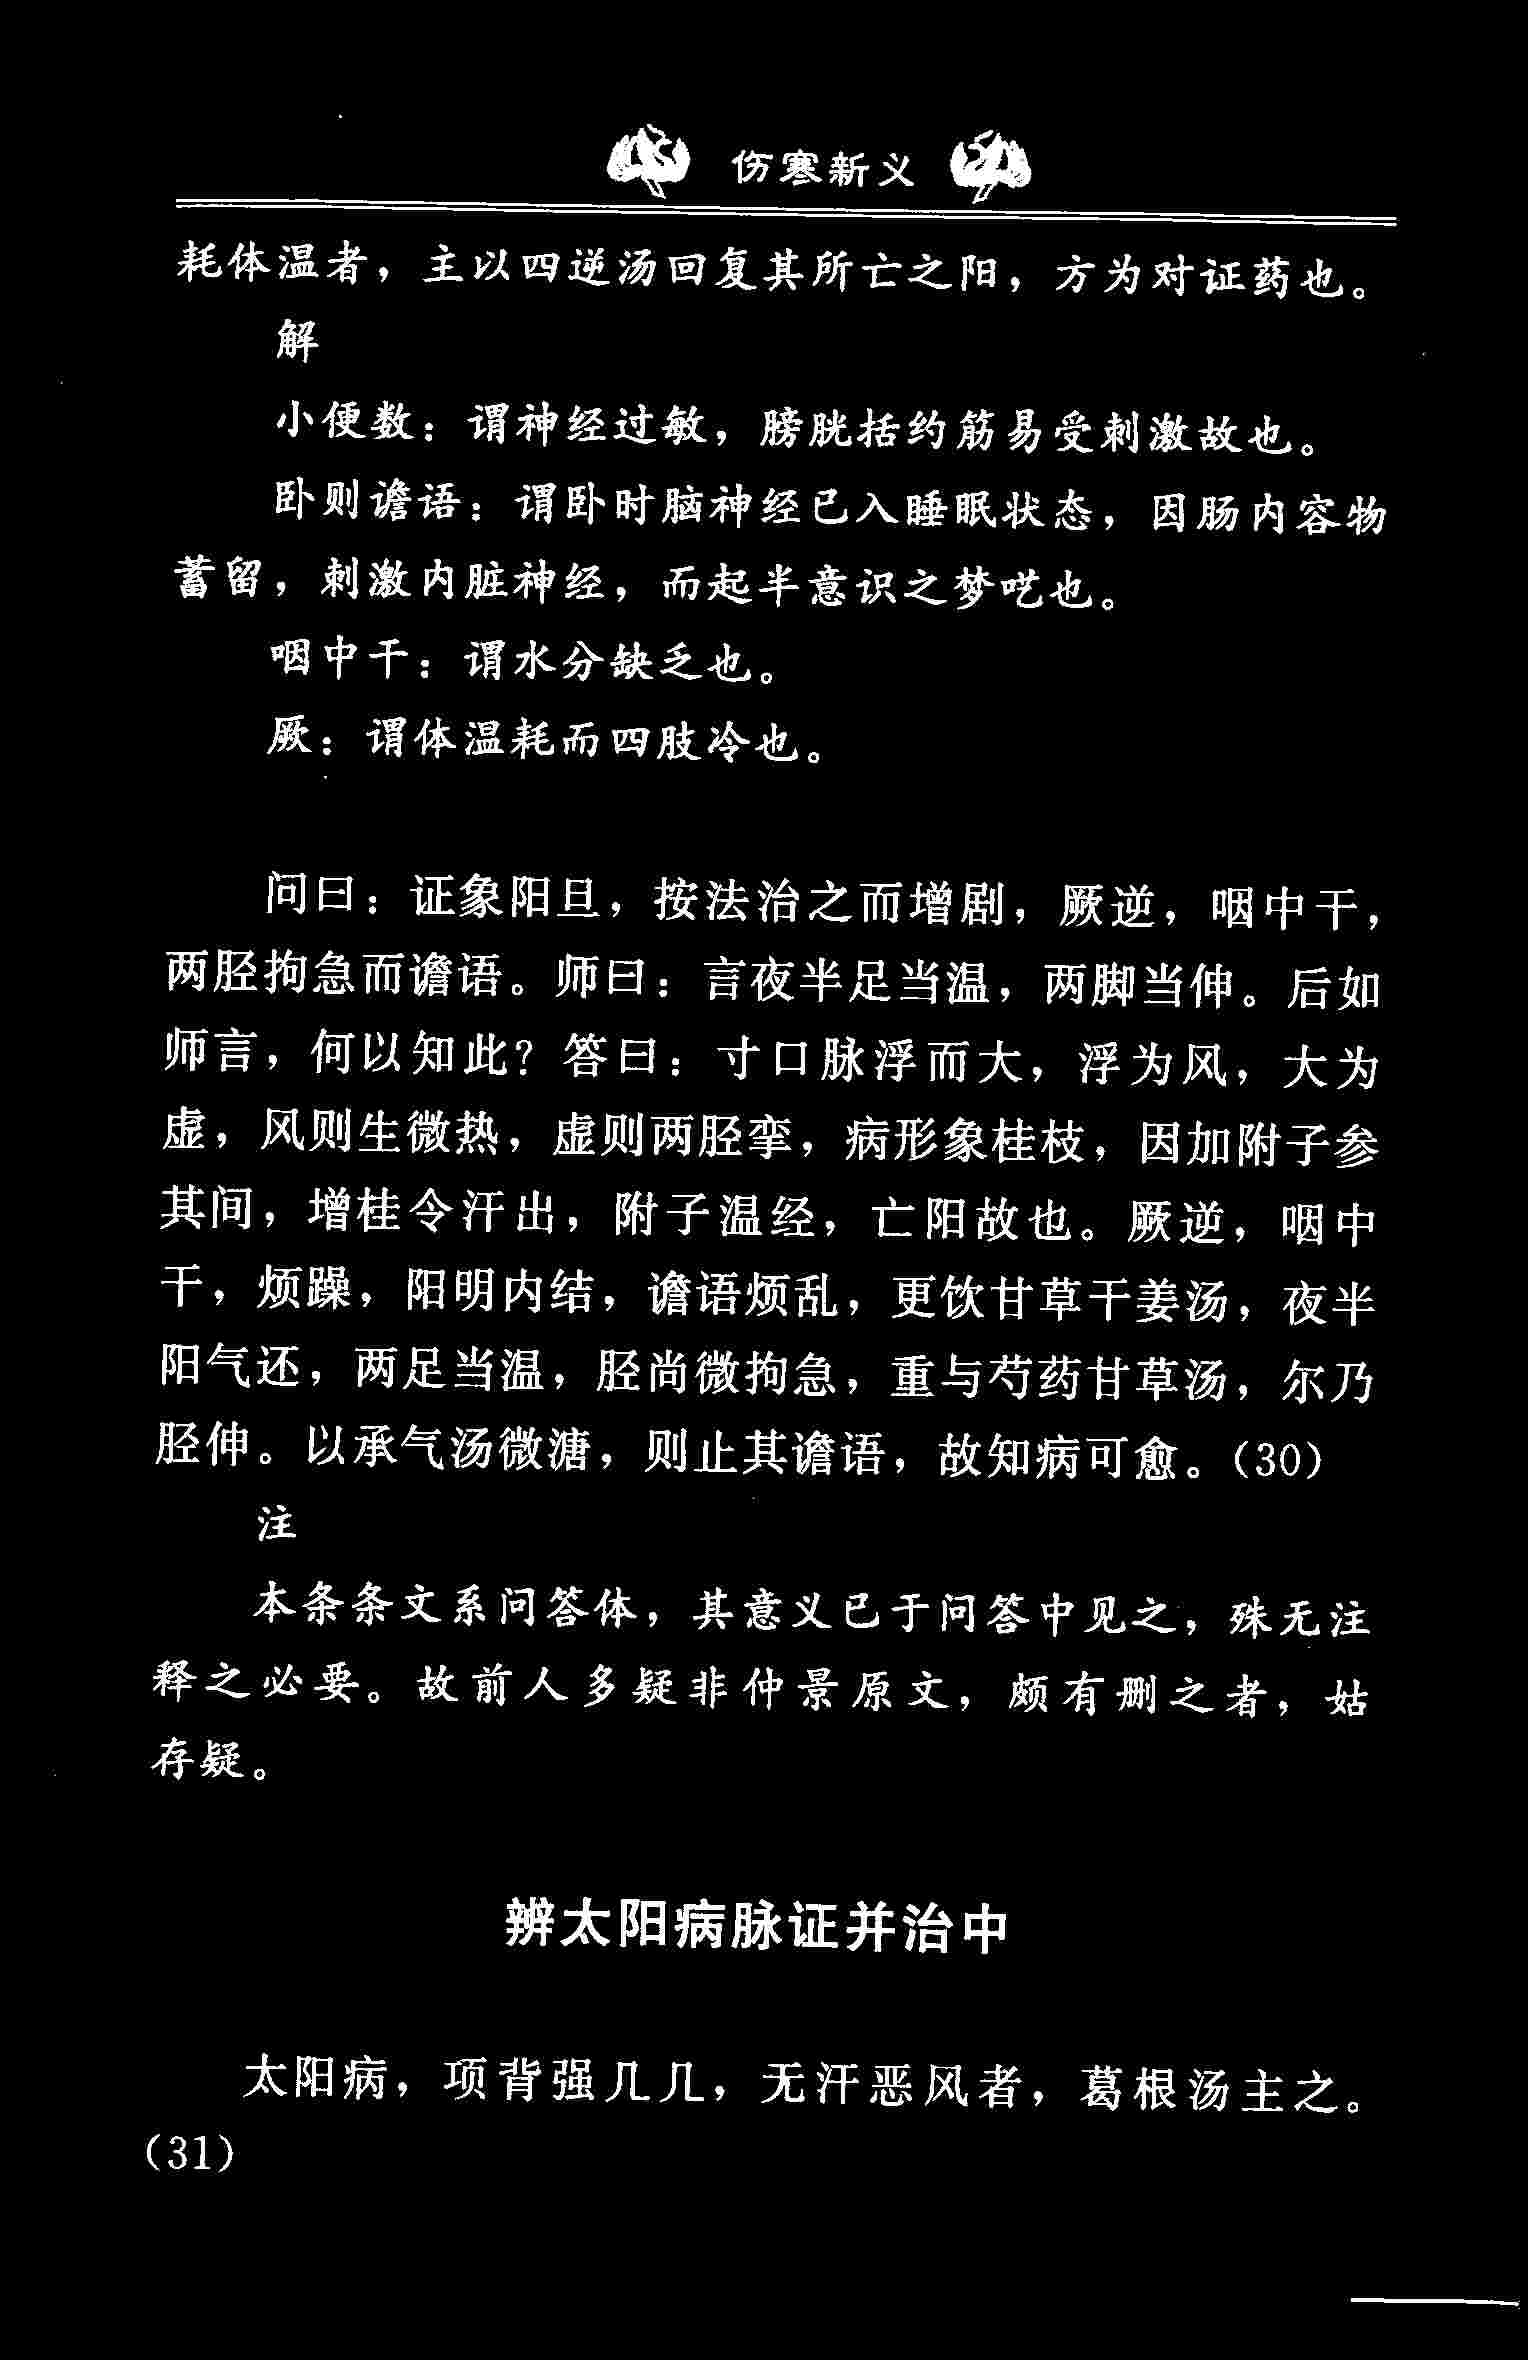 伤寒新义
耗体温者，主以四逆汤回复其所亡之阳，方为对证药也。
解
小便数：谓神经过敏，膀胱括约筋易受刺激故也。
卧则谵语：谓卧时脑神经已入睡眠状态，因肠内容物
蓄留，刺激内脏神经，而起半意识之梦呓也。
咽中干：谓水分缺乏也。
厥：谓体温耗而四肢冷也。
问曰：证象阳旦，按法治之而增剧，厥逆，咽中干，
两胫拘急而谵语。师曰：言夜半足当温，两脚当伸。后如
师言，何以知此？答曰：寸口脉浮而大，浮为风，大为
虚，风则生微热，虚则两胫挛，病形象桂枝，因加附子参
其间，增桂令汗出，附子温经，亡阳故也。厥逆，咽中
干，烦躁，阳明内结，谵语烦乱，更饮甘草干姜汤，夜半
阳气还，两足当温，胫尚微拘急，重与芍药甘草汤，尔乃
胫伸。以承气汤微溏，则止其谵语，故知病可愈。（30）
注
本条条文系问答体，其意义已于问答中见之，殊无注
释之必要。故前人多疑非仲景原文，颇有删之者，姑
存疑。
辨太阳病脉证并治中
太阳病，项背强几几，无汗恶风者，葛根汤主之。
（31）